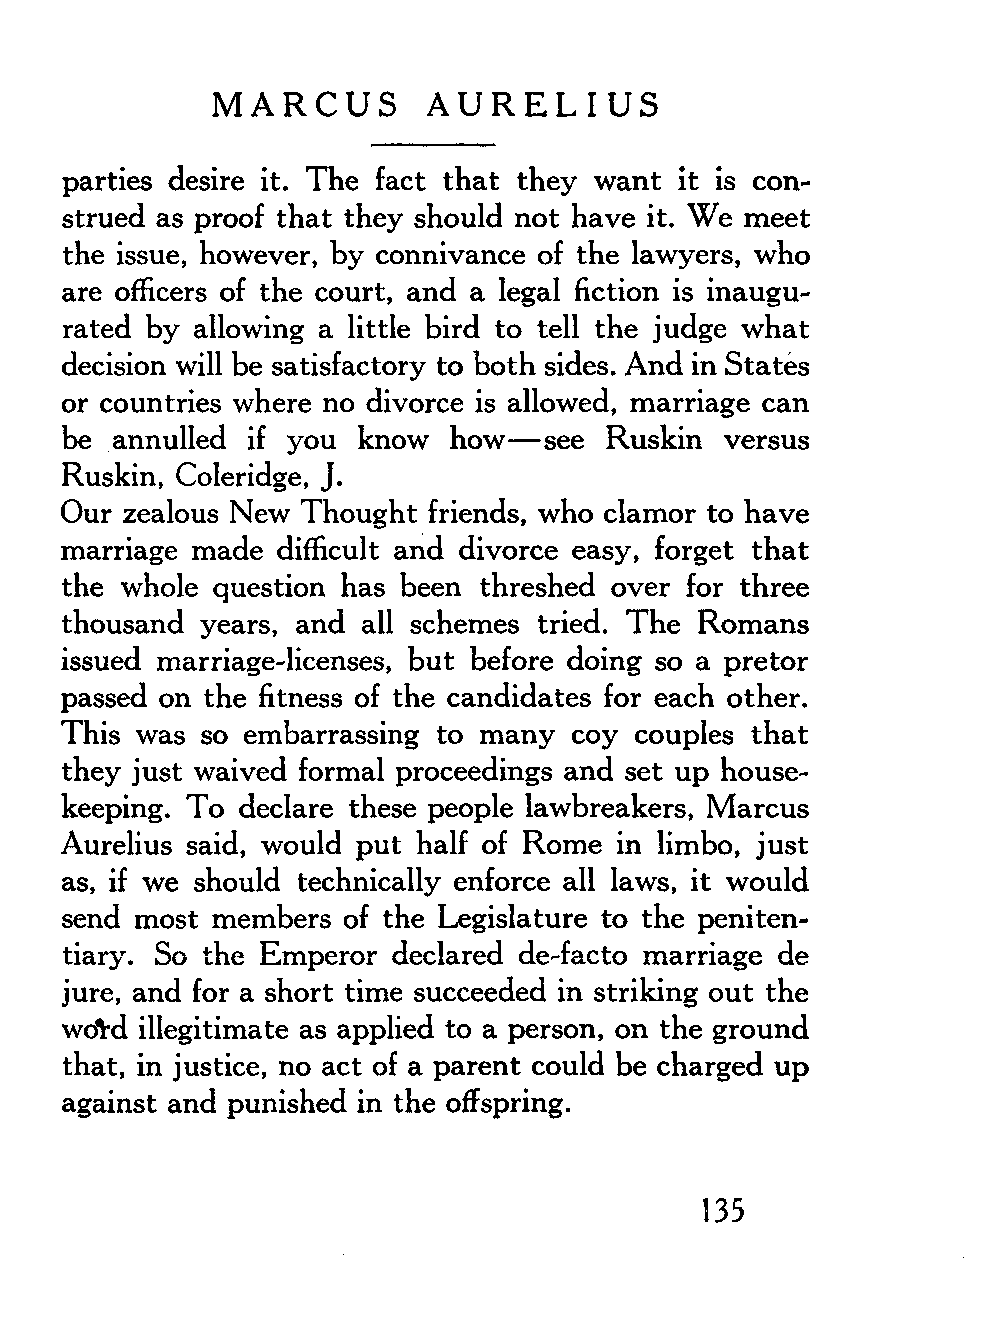 MARCUS AURELIUS
parties desire it. The fact that they want it is con-
strued as proof that they should not have it. We meet
the issue, however, by connivance of the lawyers, who
are officers of the court, and a legal fiction is inaugu-
rated by allowing a little bird to tell the judge what
decision will be satisfactory to both sides. And in States
or countries where no divorce is allowed, marriage can
be annulled if you know how—see Ruskin versus
Ruskin, Coleridge, J.
Our zealous New Thought friends, who clamor to have
marriage made difficult and divorce easy, forget that
the whole question has been threshed over for three
thousand years, and all schemes tried. The Romans
issued marriage-licenses, but before doing so a pretor
passed on the fitness of the candidates for each other.
This was so embarrassing to many coy couples that
they just waived formal proceedings and set up house-
keeping. To declare these people lawbreakers, Marcus
Aurelius said, would put half of Rome in limbo, just
as, if we should technically enforce all laws, it would
send most members of the Legislature to the peniten-
tiary. So the Emperor declared de-facto marriage de
jure, and for a short time succeeded in striking out the
word illegitimate as applied to a person, on the ground
that, in justice, no act of a parent could be charged up
against and punished in the offspring.
135